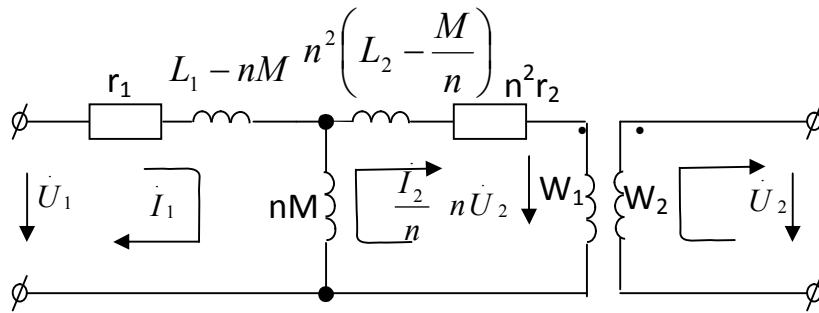 L₁ − nM n²(L₂ − M/n)
r₁ n²r₂
U̇₁ İ₁ nM İ₂/n nU̇₂ W₁ W₂ U̇₂